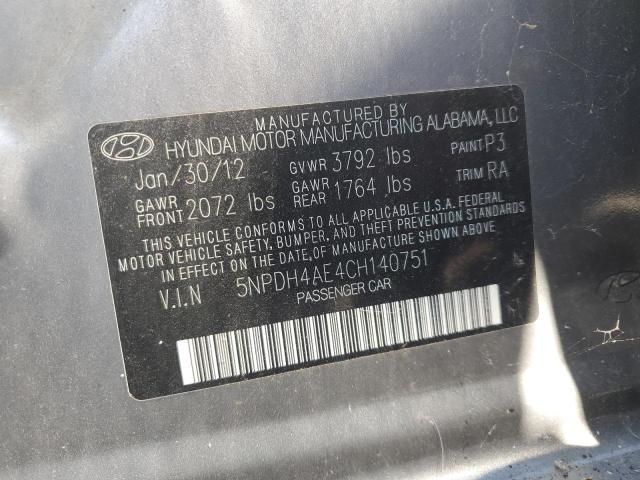 MANUFACTURED BY
HYUNDAI MOTOR MANUFACTURING ALABAMA, LLC
Jan/30/12 GVWR 3792 lbs PAINT P3
GAWR FRONT 2072 lbs GAWR REAR 1764 lbs TRIM RA
THIS VEHICLE CONFORMS TO ALL APPLICABLE U.S.A. FEDERAL
MOTOR VEHICLE SAFETY, BUMPER, AND THEFT PREVENTION STANDARDS
IN EFFECT ON THE DATE OF MANUFACTURE SHOWN ABOVE
V.I.N 5NPDH4AE4CH140751
PASSENGER CAR